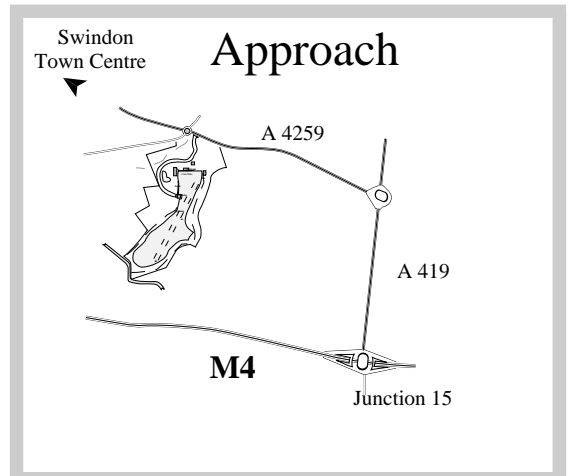 Approach
Swindon
Town Centre
A 4259
A 419
M4
Junction 15